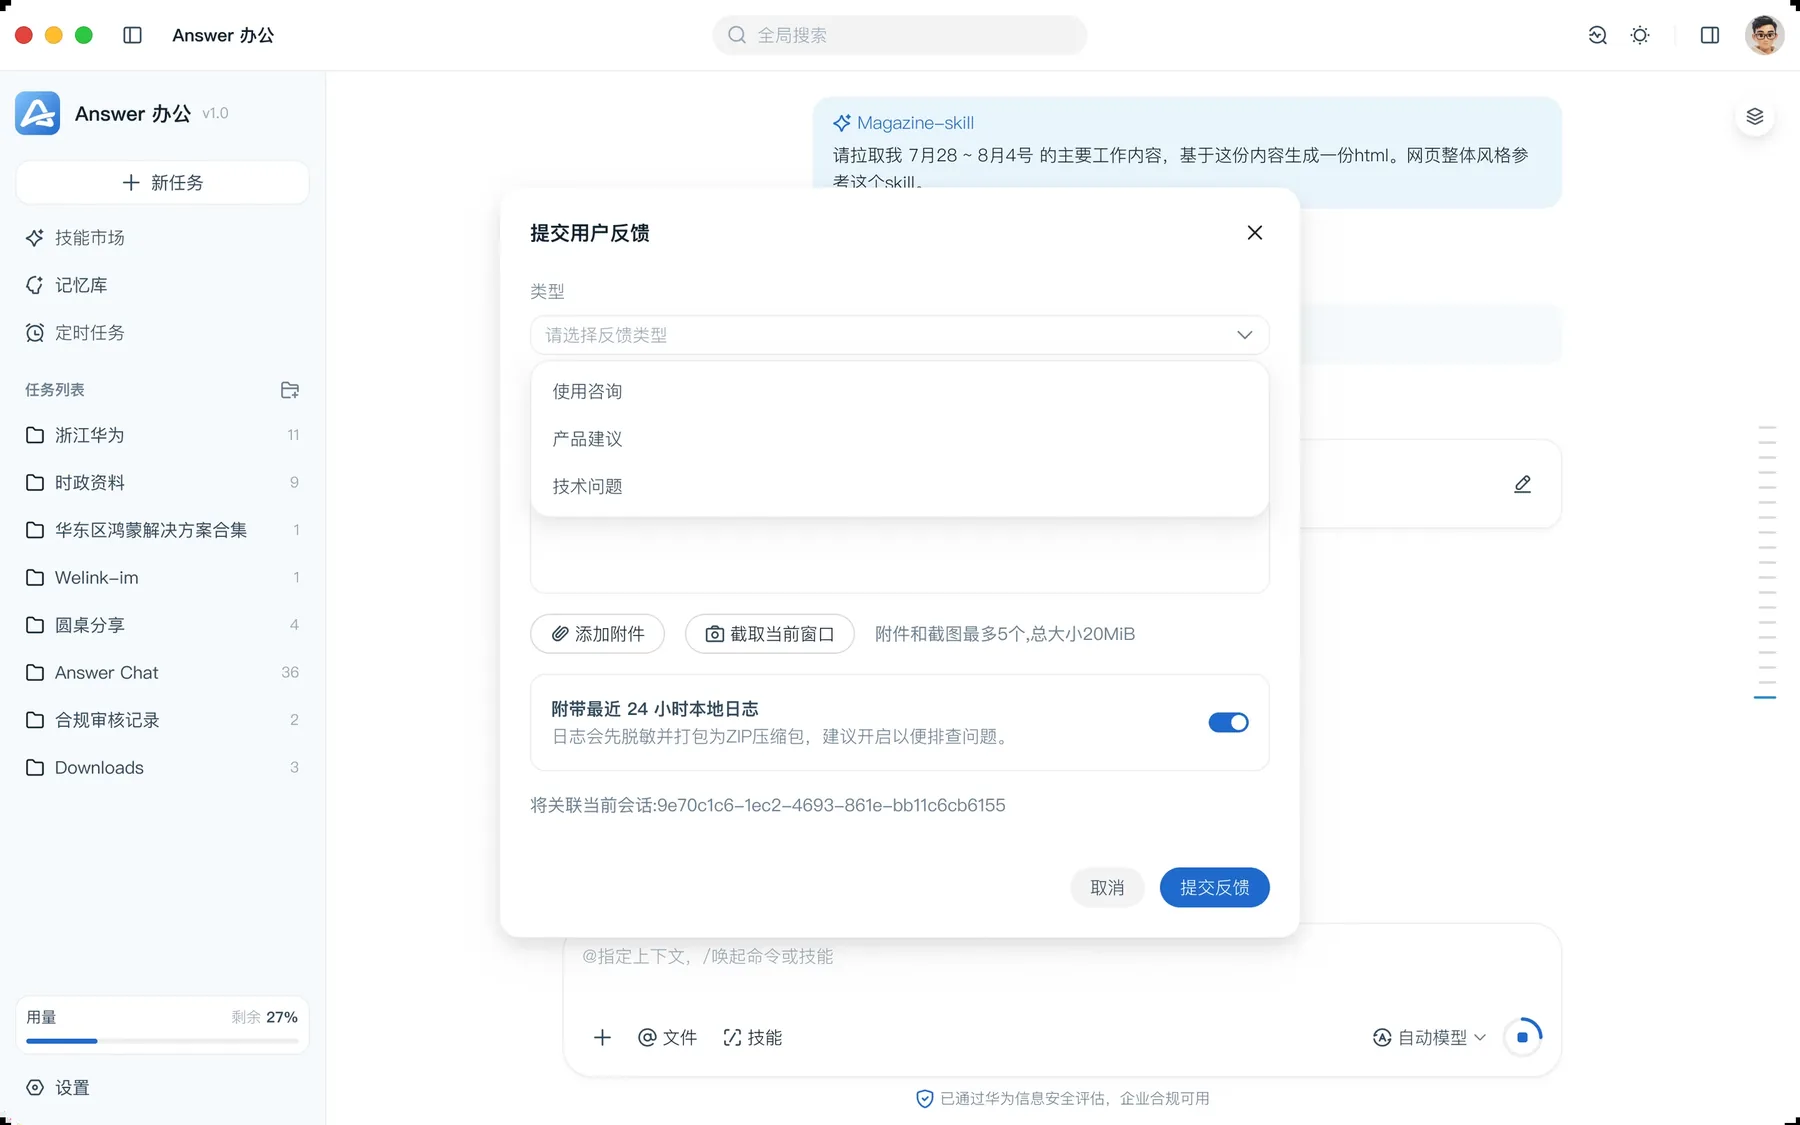 Answer 办公
全局搜索
Answer 办公 v1.0
新任务
技能市场
记忆库
定时任务
任务列表
浙江华为 11
时政资料 9
华东区鸿蒙解决方案合集 1
Welink-im 1
圆桌分享 4
Answer Chat 36
合规审核记录 2
Downloads 3
用量 剩余 27%
设置
Magazine-skill
请拉取我 7月28 ~ 8月4号 的主要工作内容，基于这份内容生成一份html。网页整体风格参
考这个skill。
提交用户反馈
类型
请选择反馈类型
使用咨询
产品建议
技术问题
添加附件 截取当前窗口 附件和截图最多5个,总大小20MiB
附带最近 24 小时本地日志
日志会先脱敏并打包为ZIP压缩包，建议开启以便排查问题。
将关联当前会话:9e70c1c6-1ec2-4693-861e-bb11c6cb6155
取消 提交反馈
@指定上下文，/唤起命令或技能
文件 技能 自动模型
已通过华为信息安全评估，企业合规可用